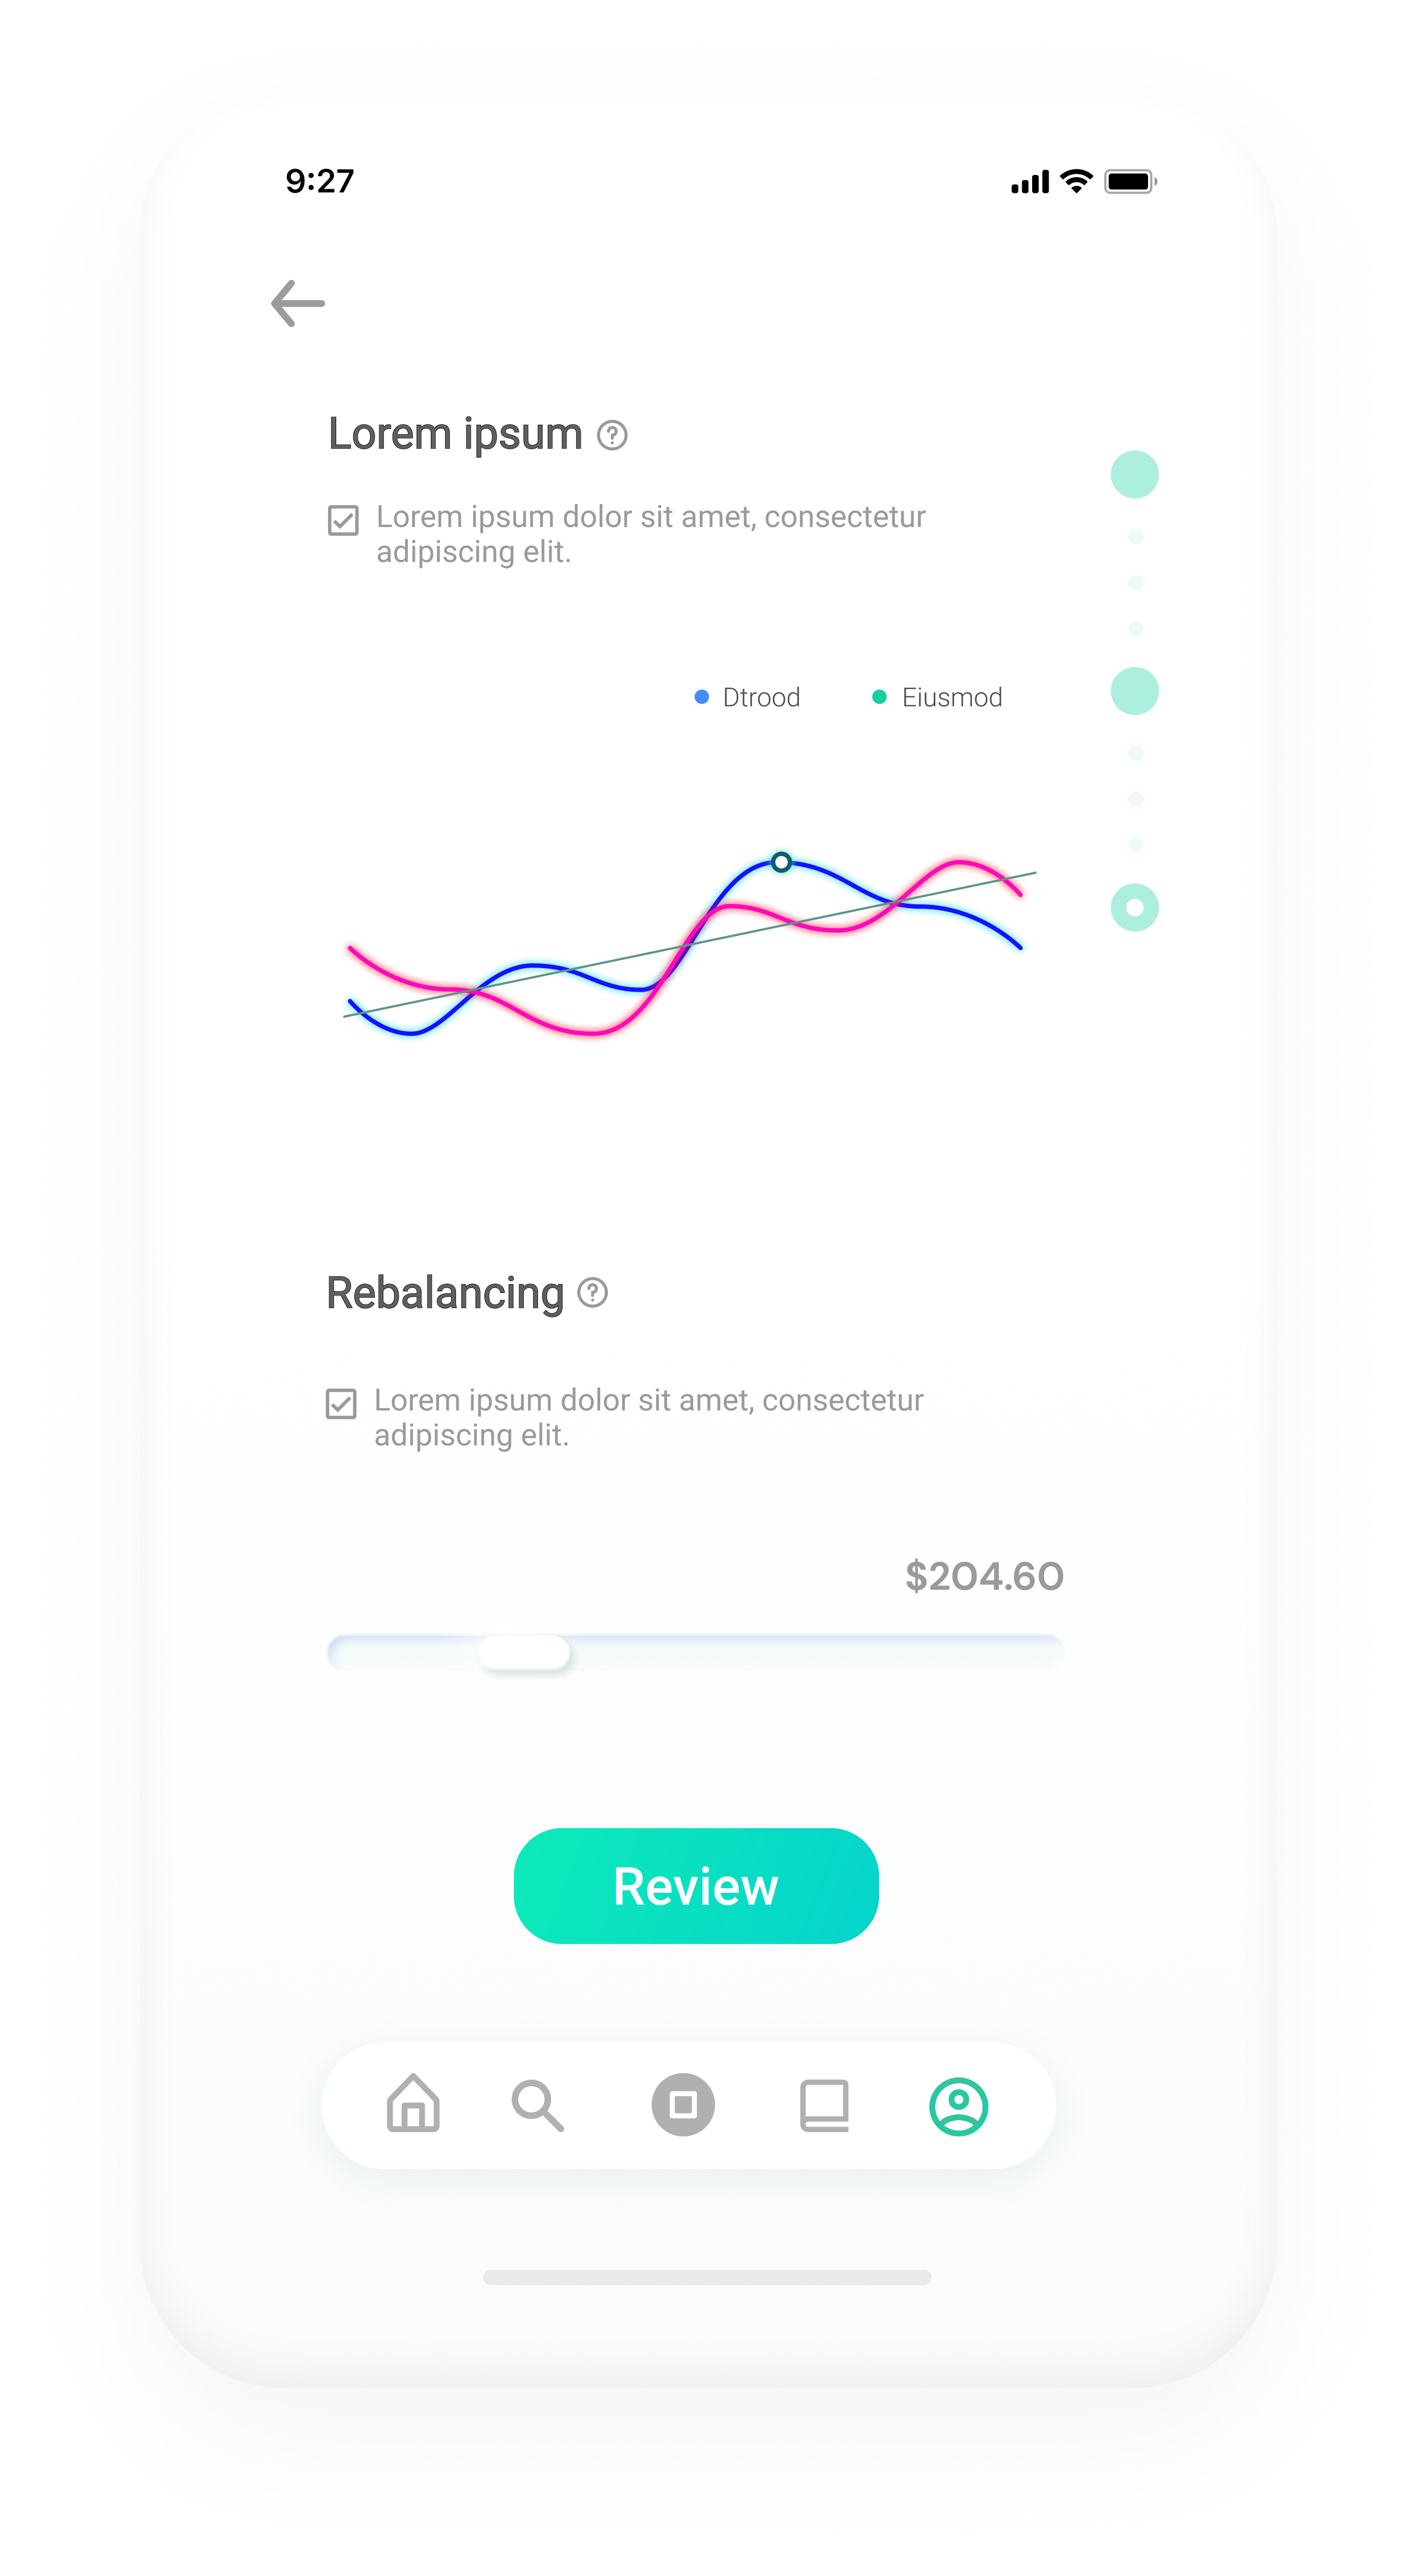 9:27
Lorem ipsum
Lorem ipsum dolor sit amet, consectetur
adipiscing elit.
Dtrood Eiusmod
Rebalancing
Lorem ipsum dolor sit amet, consectetur
adipiscing elit.
$204.60
Review